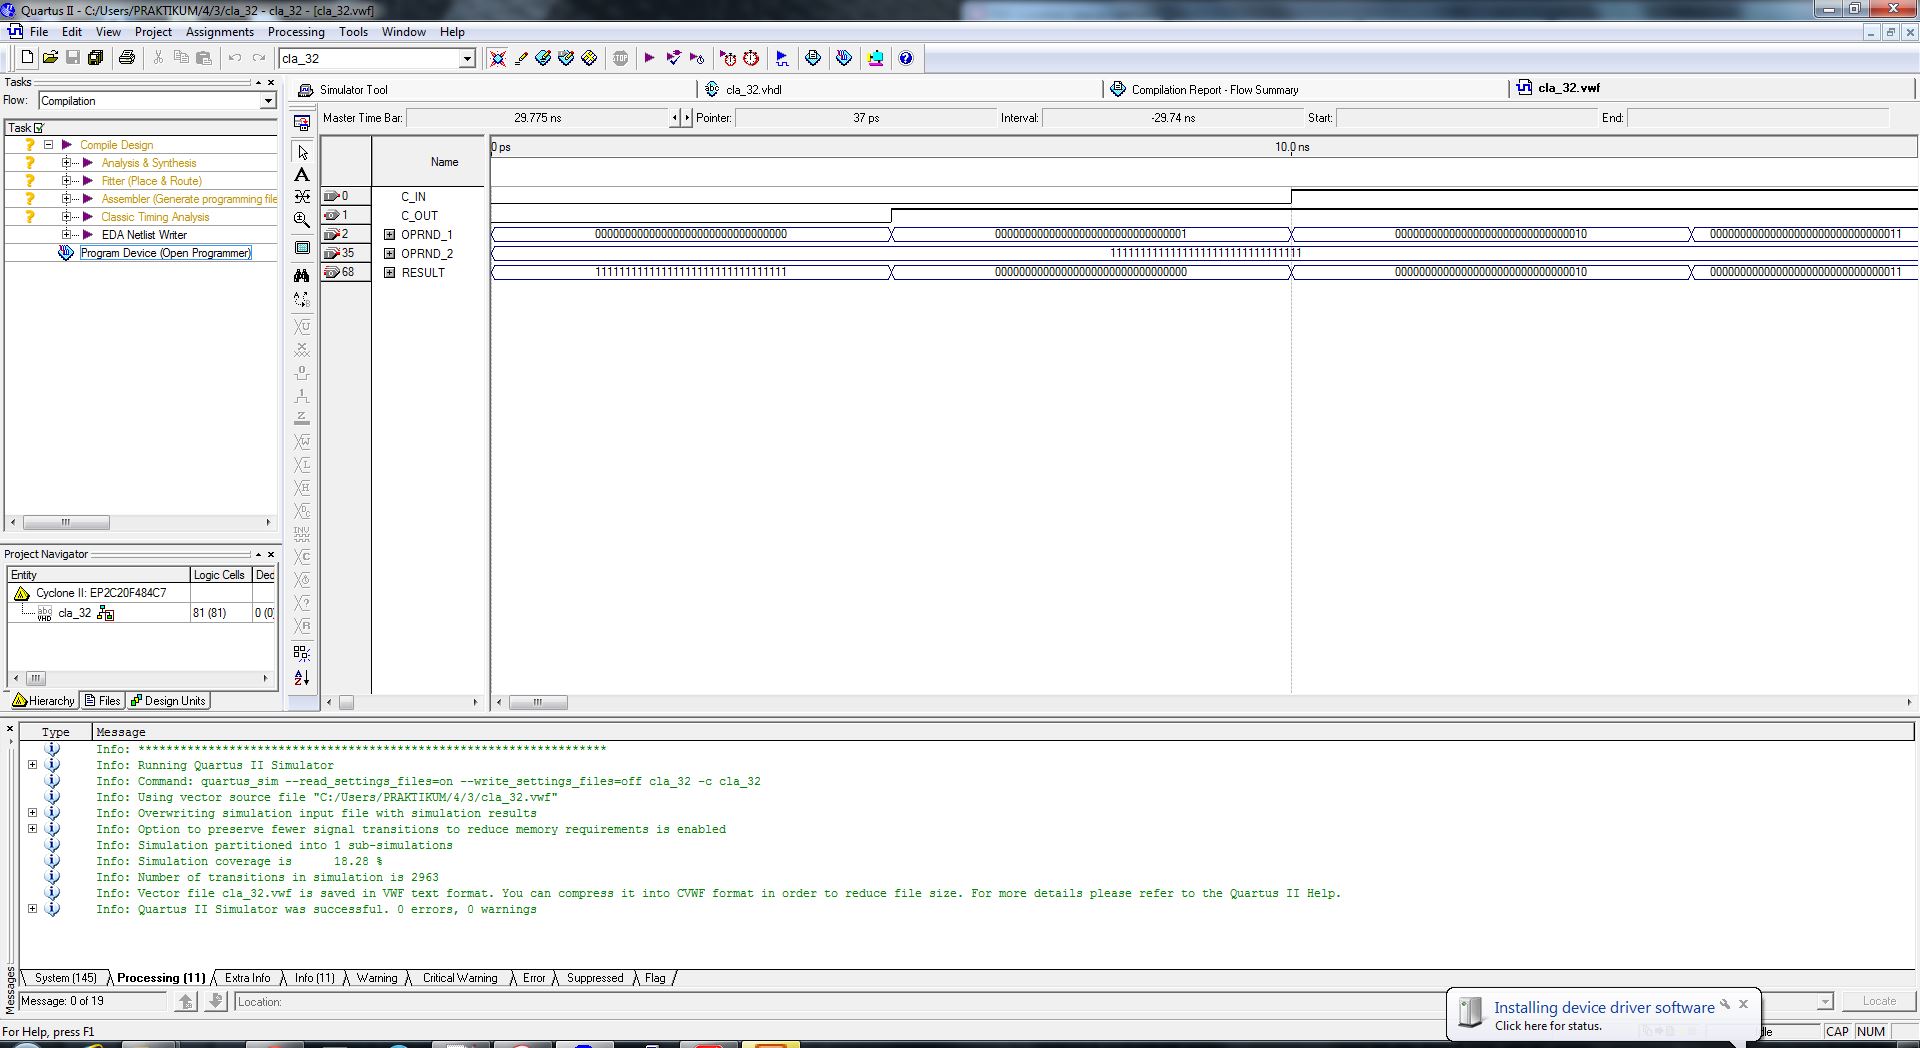 Quartus II - C:/Users/PRAKTIKUM/4/3/cla_32 - cla_32 - [cla_32.vwf]
File Edit View Project Assignments Processing Tools Window Help
cla_32
Tasks
Flow: Compilation
Task
Compile Design
Analysis & Synthesis
Fitter (Place & Route)
Assembler (Generate programming file
Classic Timing Analysis
EDA Netlist Writer
Program Device (Open Programmer)
Simulator Tool cla_32.vhdl Compilation Report - Flow Summary cla_32.vwf
Master Time Bar: 29.775 ns Pointer: 37 ps Interval: -29.74 ns Start: End:
Name 0 ps 10.0 ns
0 C_IN
1 C_OUT
2 OPRND_1 00000000000000000000000000000000 00000000000000000000000000000001 00000000000000000000000000000010 00000000000000000000000000000011
35 OPRND_2 11111111111111111111111111111111
68 RESULT 11111111111111111111111111111111 00000000000000000000000000000000 00000000000000000000000000000010 00000000000000000000000000000011
Project Navigator
Entity Logic Cells Ded
Cyclone II: EP2C20F484C7
cla_32 81 (81) 0 (0)
Hierarchy Files Design Units
Type Message
Info: *******************************************************************
Info: Running Quartus II Simulator
Info: Command: quartus_sim --read_settings_files=on --write_settings_files=off cla_32 -c cla_32
Info: Using vector source file "C:/Users/PRAKTIKUM/4/3/cla_32.vwf"
Info: Overwriting simulation input file with simulation results
Info: Option to preserve fewer signal transitions to reduce memory requirements is enabled
Info: Simulation partitioned into 1 sub-simulations
Info: Simulation coverage is 18.28 %
Info: Number of transitions in simulation is 2963
Info: Vector file cla_32.vwf is saved in VWF text format. You can compress it into CVWF format in order to reduce file size. For more details please refer to the Quartus II Help.
Info: Quartus II Simulator was successful. 0 errors, 0 warnings
System (145) Processing (11) Extra Info Info (11) Warning Critical Warning Error Suppressed Flag
Messages
Message: 0 of 19 Location: Locate
Installing device driver software
Click here for status.
For Help, press F1 CAP NUM